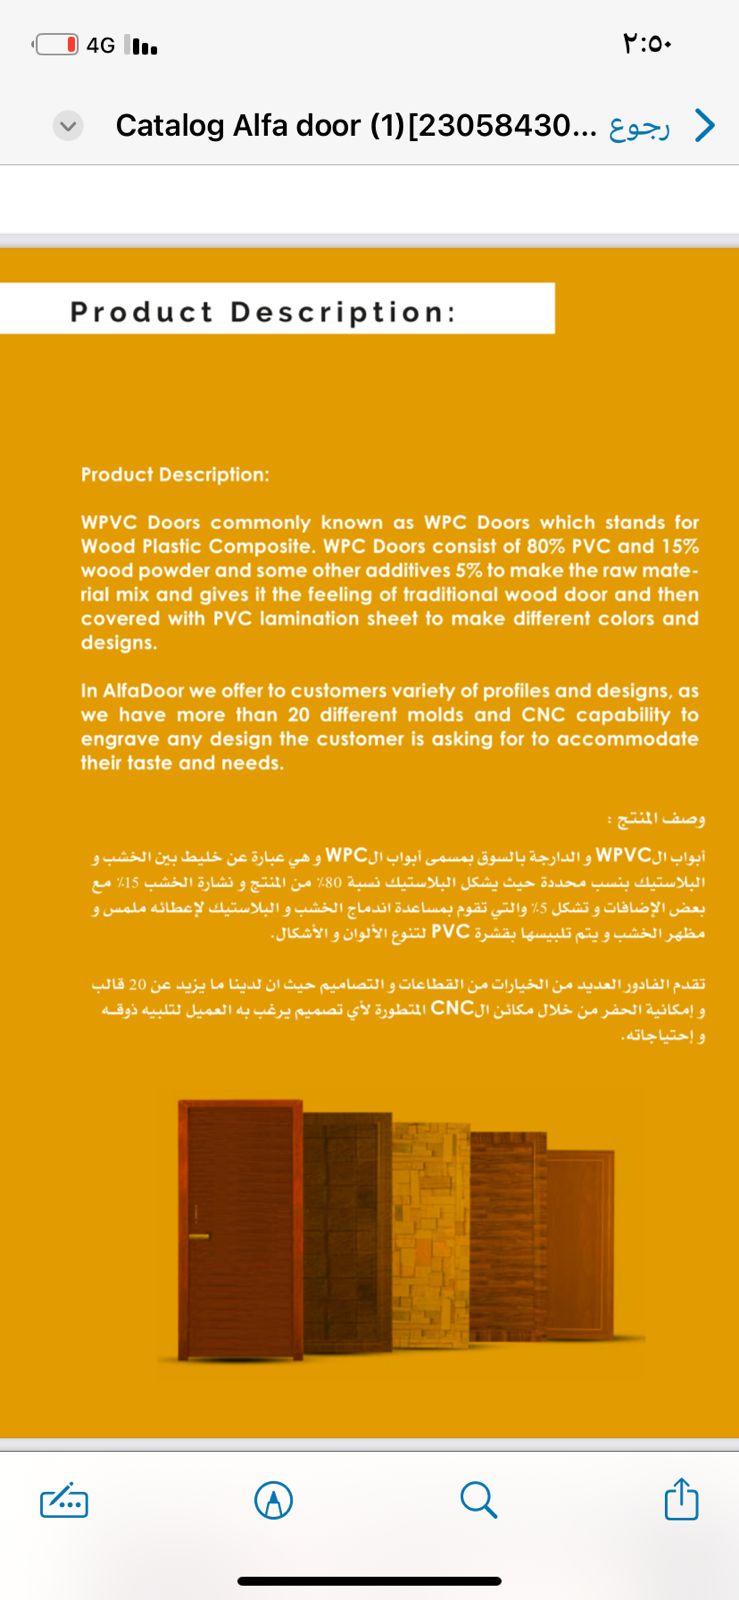 4G
٢:٥٠
Catalog Alfa door (1)[23058430...
رجوع
Product Description:
Product Description:
WPVC Doors commonly known as WPC Doors which stands for
Wood Plastic Composite. WPC Doors consist of 80% PVC and 15%
wood powder and some other additives 5% to make the raw mate-
rial mix and gives it the feeling of traditional wood door and then
covered with PVC lamination sheet to make different colors and
designs.
In AlfaDoor we offer to customers variety of profiles and designs, as
we have more than 20 different molds and CNC capability to
engrave any design the customer is asking for to accommodate
their taste and needs.
وصف المنتج :
أبواب الWPVC و الدارجة بالسوق بمسمى أبواب الWPC و هي عبارة عن خليط بين الخشب و
البلاستيك بنسب محددة حيث يشكل البلاستيك نسبة 80٪ من المنتج و نشارة الخشب 15٪ مع
بعض الإضافات و تشكل 5٪ والتي تقوم بمساعدة اندماج الخشب و البلاستيك لإعطائه ملمس و
مظهر الخشب و يتم تلبيسها بقشرة PVC لتنوع الألوان و الأشكال.
تقدم الفادور العديد من الخيارات من القطاعات و التصاميم حيث ان لدينا ما يزيد عن 20 قالب
و إمكانية الحفر من خلال مكائن الCNC المتطورة لأي تصميم يرغب به العميل لتلبيه ذوقـه
و إحتياجاته.